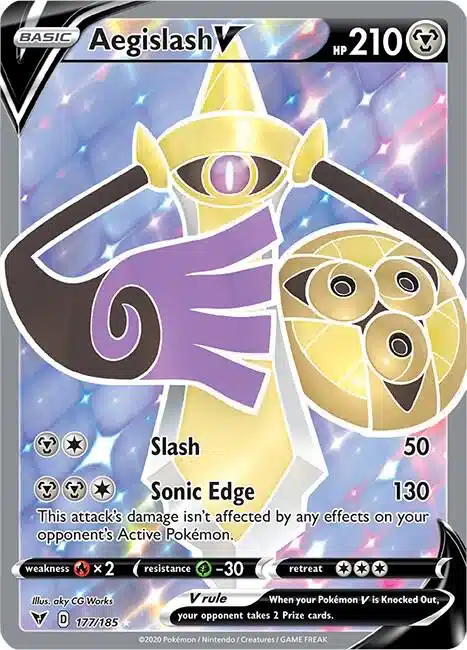 BASIC Aegislash V HP 210
Slash 50
Sonic Edge 130
This attack's damage isn't affected by any effects on your
opponent's Active Pokémon.
weakness ×2 resistance -30 retreat
Illus. aky CG Works
V rule When your Pokémon V is Knocked Out,
your opponent takes 2 Prize cards.
D 177/185
©2020 Pokémon / Nintendo / Creatures / GAME FREAK